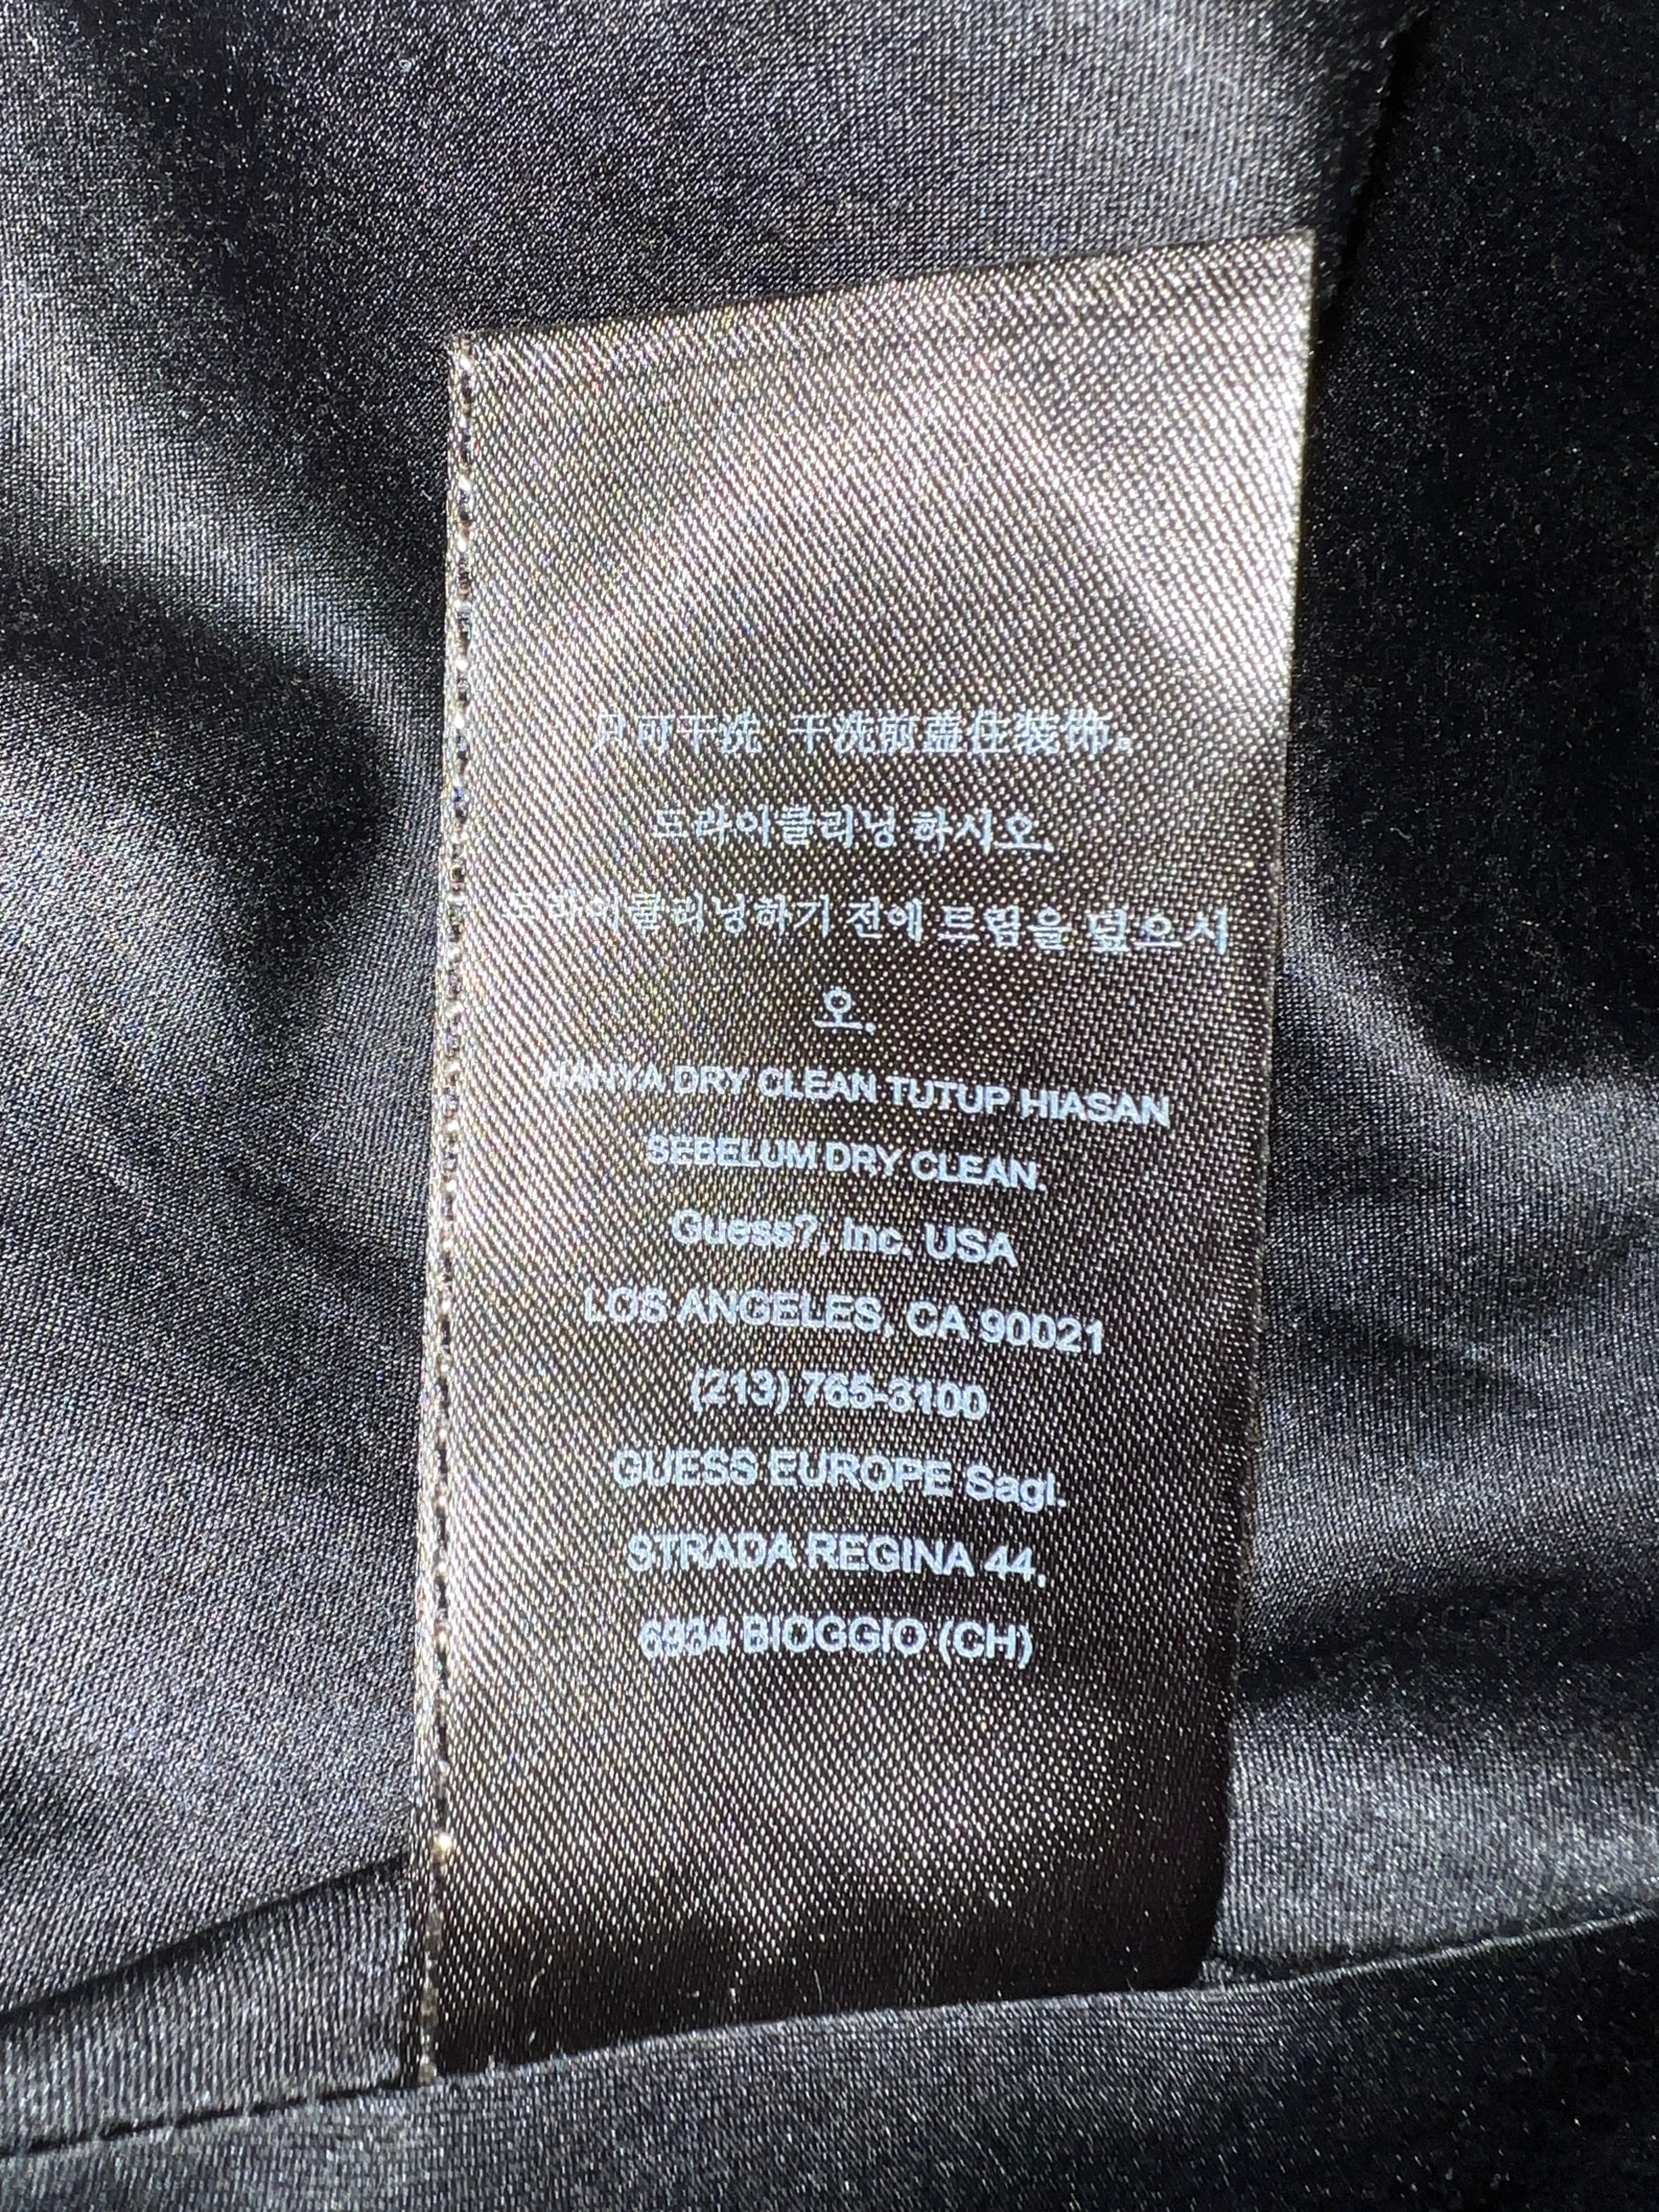 只可干洗 干洗前盖住装饰。
드라이클리닝 하시오.
드라이클리닝하기 전에 트림을 덮으시
오.
HANYA DRY CLEAN TUTUP HIASAN
SEBELUM DRY CLEAN.
Guess?, Inc. USA
LOS ANGELES, CA 90021
(213) 765-3100
GUESS EUROPE Sagl.
STRADA REGINA 44,
6934 BIOGGIO (CH)